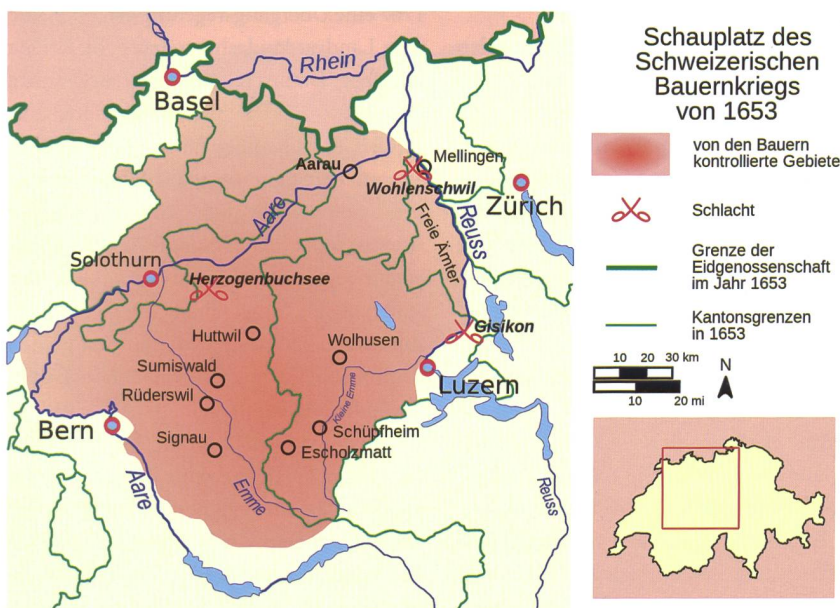 Schauplatz des
Schweizerischen
Bauernkriegs
von 1653
von den Bauern
kontrollierte Gebiete
Schlacht
Grenze der
Eidgenossenschaft
im Jahr 1653
Kantonsgrenzen
in 1653
10 20 30 km
10 20 mi
N
Rhein
Basel
Aarau
Mellingen
Wohlenschwil
Zürich
Aare
Freie Ämter
Reuss
Solothurn
Herzogenbuchsee
Huttwil
Wolhusen
Gisikon
Sumiswald
Luzern
Rüderswil
Kleine Emme
Bern
Schüpfheim
Signau
Escholzmatt
Aare
Emme
Reuss